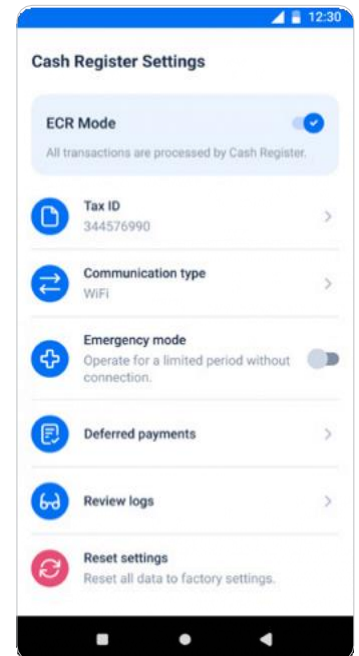 12:30
Cash Register Settings
ECR Mode
All transactions are processed by Cash Register.
Tax ID
344576990
Communication type
WiFi
Emergency mode
Operate for a limited period without
connection.
Deferred payments
Review logs
Reset settings
Reset all data to factory settings.